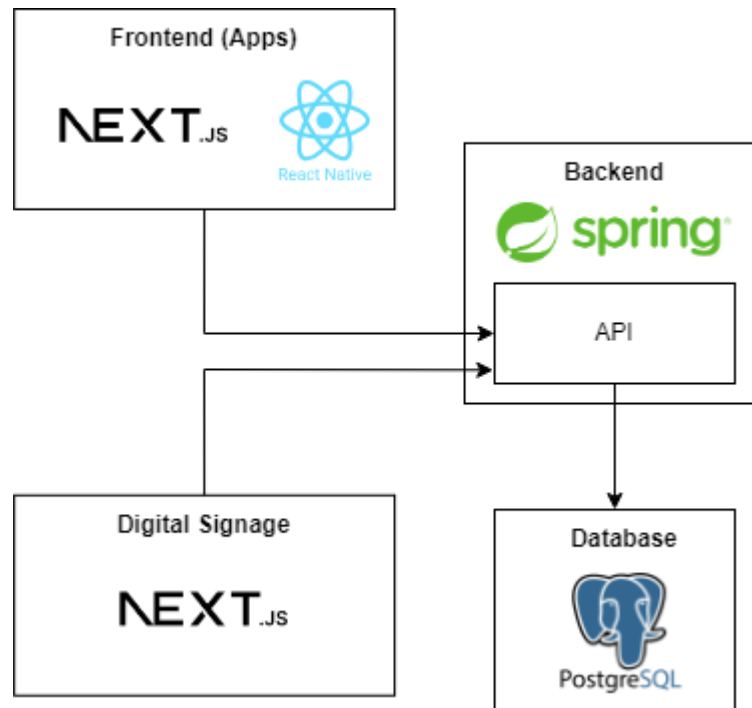 Frontend (Apps)
NEXT.JS
React Native
Backend
spring
API
Digital Signage
NEXT.JS
Database
PostgreSQL